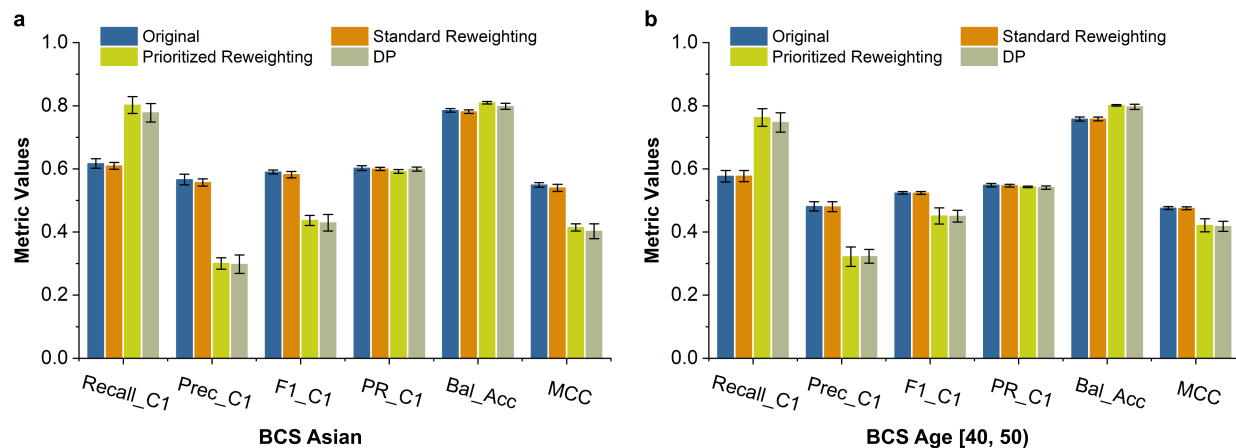 a
Original
Standard Reweighting
Prioritized Reweighting
DP
Metric Values
1.0
0.8
0.6
0.4
0.2
0.0
Recall_C1
Prec_C1
F1_C1
PR_C1
Bal_Acc
MCC
BCS Asian
b
Original
Standard Reweighting
Prioritized Reweighting
DP
Metric Values
1.0
0.8
0.6
0.4
0.2
0.0
Recall_C1
Prec_C1
F1_C1
PR_C1
Bal_Acc
MCC
BCS Age [40, 50)